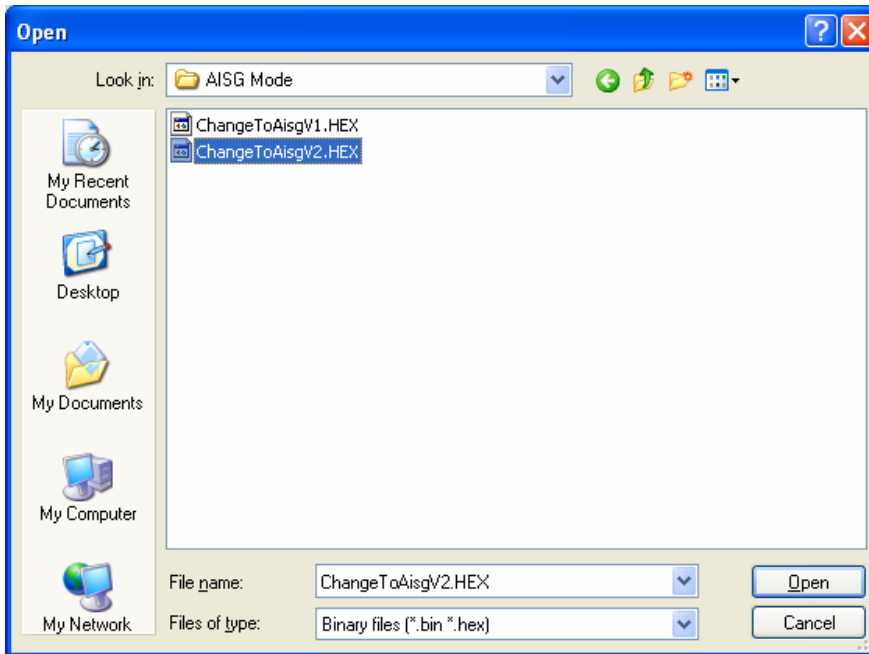 Open
Look in:
AISG Mode
ChangeToAisgV1.HEX
ChangeToAisgV2.HEX
My Recent
Documents
Desktop
My Documents
My Computer
My Network
File name:
ChangeToAisgV2.HEX
Open
Files of type:
Binary files (*.bin *.hex)
Cancel